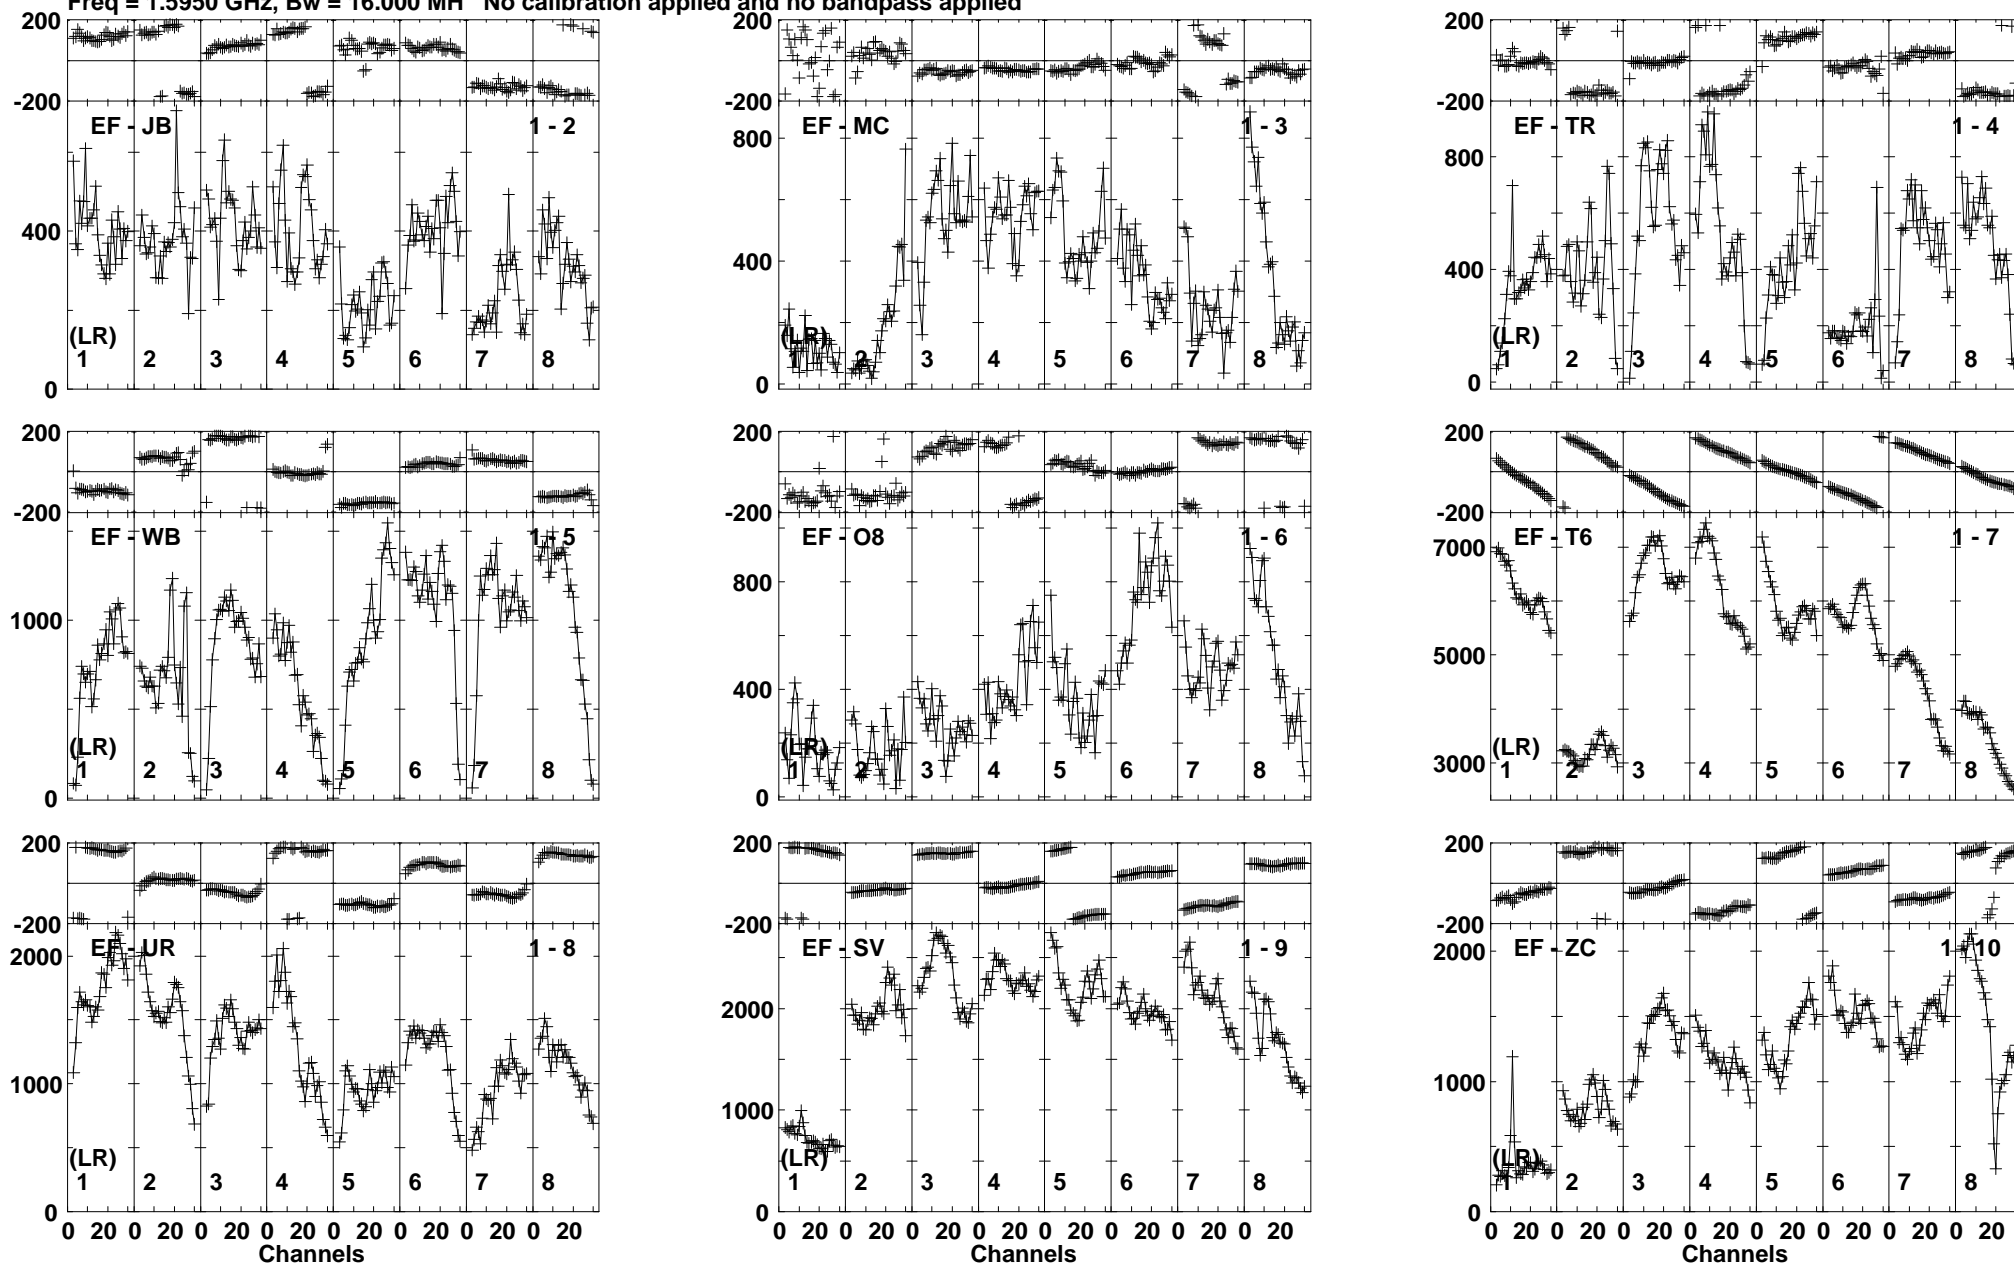 Freq = 1.5950 GHz, Bw = 16.000 MH No calibration applied and no bandpass applied
200 200 200
-200 -200 -200
EF - JB 1 - 2 EF - MC 1 - 3 EF - TR 1 - 4
800 800
400 400 400
(LR) (LR) (LR)
1 2 3 4 5 6 7 8 1 2 3 4 5 6 7 8 1 2 3 4 5 6 7 8
0 0 0
200 200 200
-200 -200 -200
EF - WB 1 - 5 EF - O8 1 - 6 EF - T6 1 - 7
7000
800
1000
5000
400
(LR) (LR) (LR)
3000
1 2 3 4 5 6 7 8 1 2 3 4 5 6 7 8 1 2 3 4 5 6 7 8
0 0
200 200 200
-200 -200 -200
EF - UR 1 - 8 EF - SV 1 - 9 EF - ZC 1 - 10
2000 2000 2000
1000 1000 1000
(LR) (LR) (LR)
1 2 3 4 5 6 7 8 1 2 3 4 5 6 7 8 1 2 3 4 5 6 7 8
0 0 0
0 20 0 20 0 20 0 20 0 20 0 20 0 20 0 20 0 20 0 20 0 20 0 20 0 20 0 20 0 20 0 20 0 20 0 20 0 20 0 20 0 20 0 20 0 20 0 20
Channels Channels Channels